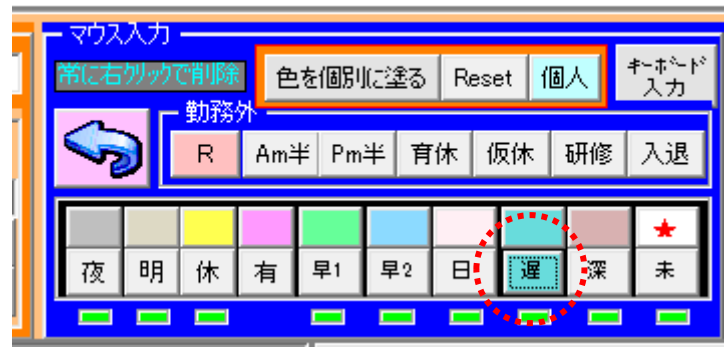 マウス入力
常に右クリックで削除
色を個別に塗る Reset 個人
キーボード
入力
勤務外
R Am半 Pm半 育休 仮休 研修 入退
夜 明 休 有 早1 早2 日 遅 深 未